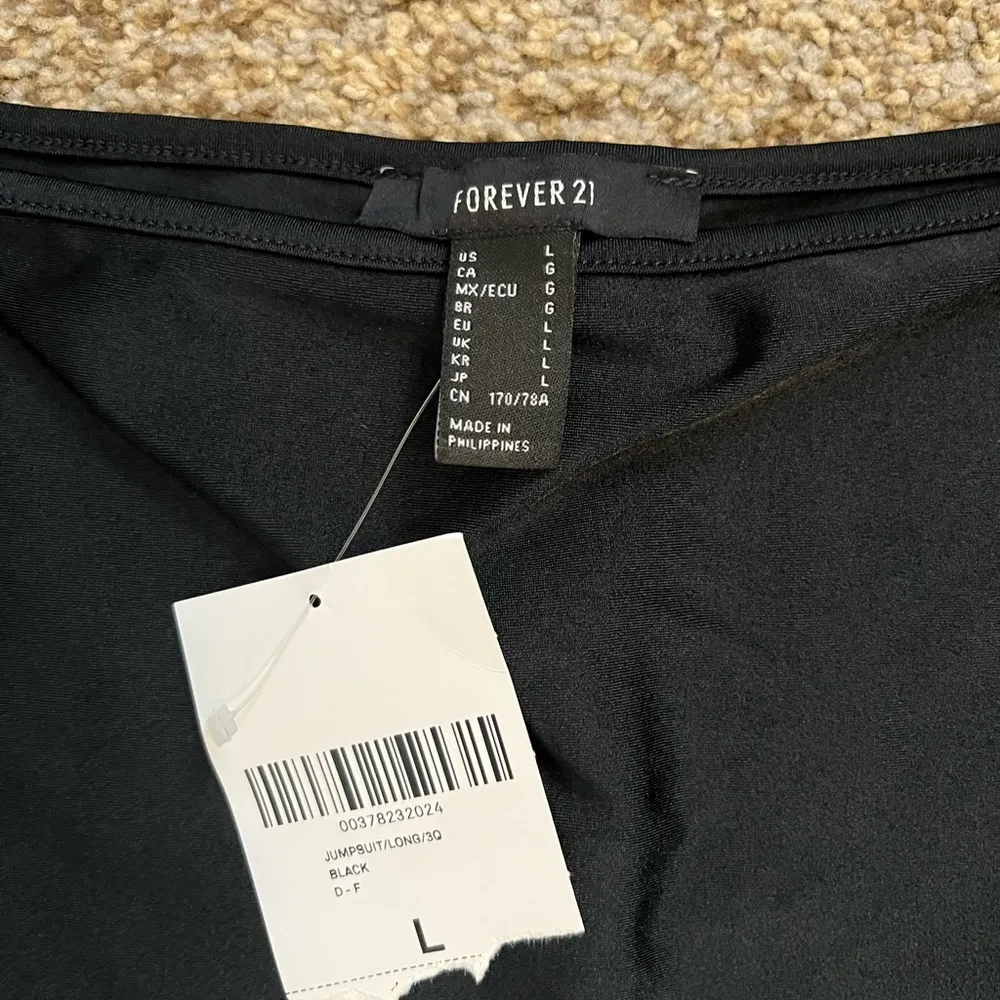 FOREVER 21
US L
CA G
MX/ECU G
BR G
EU L
UK L
KR L
JP L
CN 170/78A
MADE IN
PHILIPPINES
00378232024
JUMPSUIT/LONG/3Q
BLACK
D-F
L